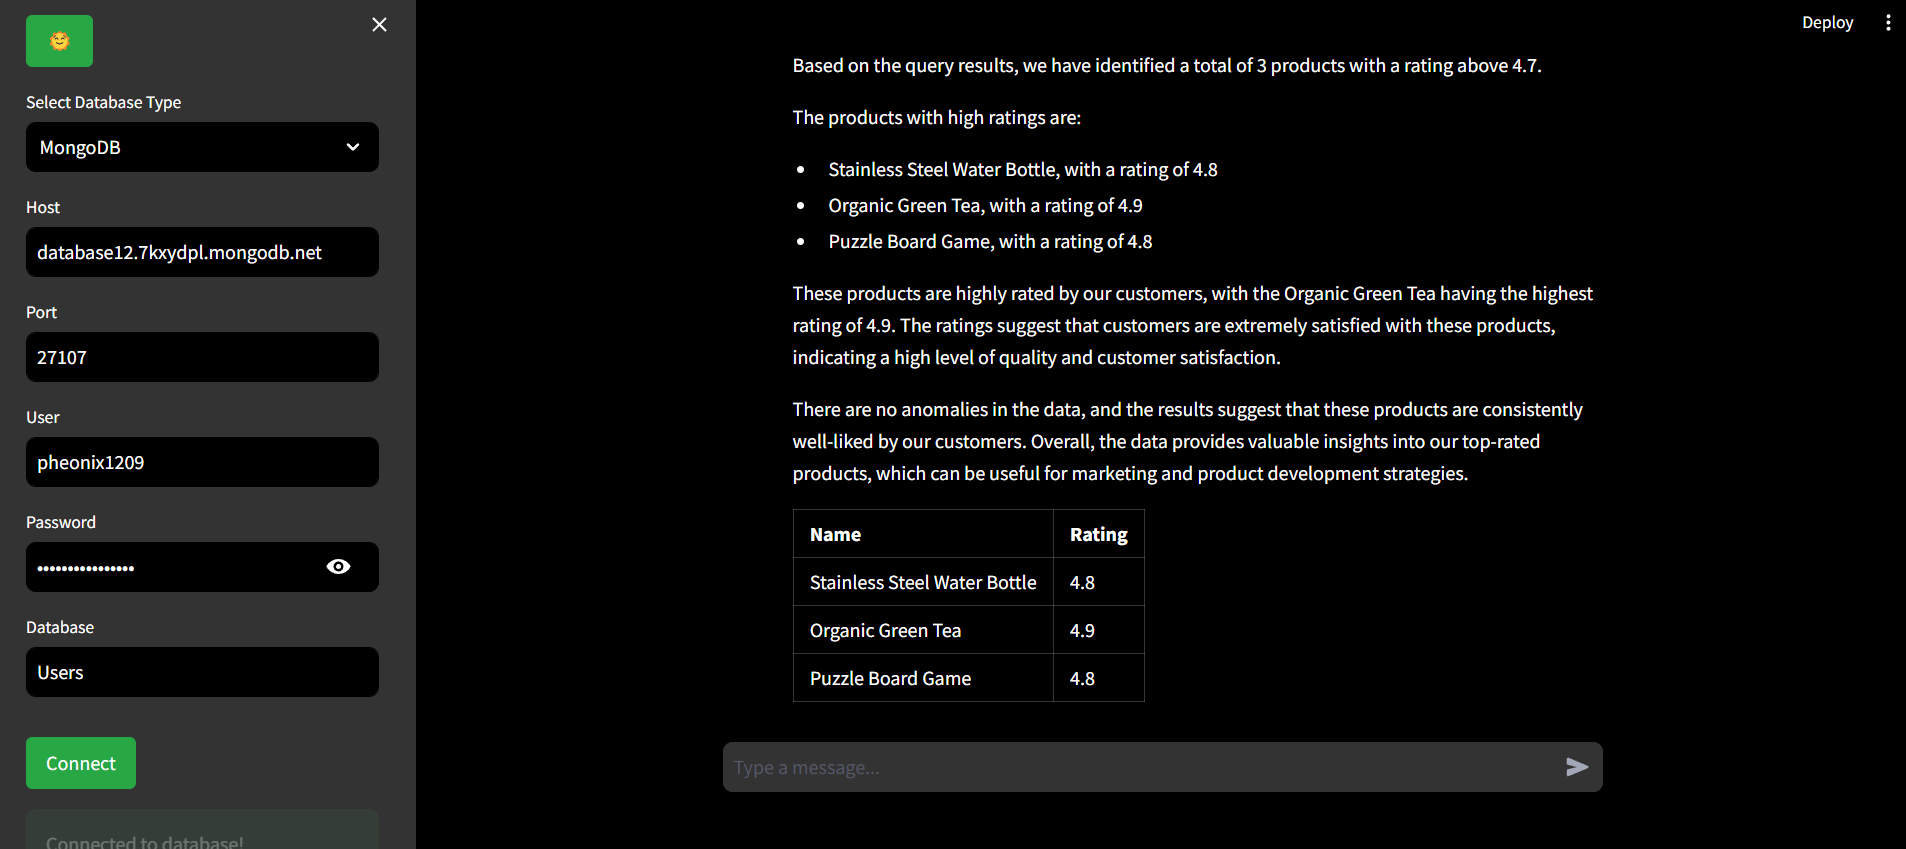 Select Database Type
MongoDB
Host
database12.7kxydpl.mongodb.net
Port
27107
User
pheonix1209
Password
••••••••••••••••
Database
Users
Connect
Connected to database!
Deploy
Based on the query results, we have identified a total of 3 products with a rating above 4.7.
The products with high ratings are:
• Stainless Steel Water Bottle, with a rating of 4.8
• Organic Green Tea, with a rating of 4.9
• Puzzle Board Game, with a rating of 4.8
These products are highly rated by our customers, with the Organic Green Tea having the highest
rating of 4.9. The ratings suggest that customers are extremely satisfied with these products,
indicating a high level of quality and customer satisfaction.
There are no anomalies in the data, and the results suggest that these products are consistently
well-liked by our customers. Overall, the data provides valuable insights into our top-rated
products, which can be useful for marketing and product development strategies.
Name Rating
Stainless Steel Water Bottle 4.8
Organic Green Tea 4.9
Puzzle Board Game 4.8
Type a message...